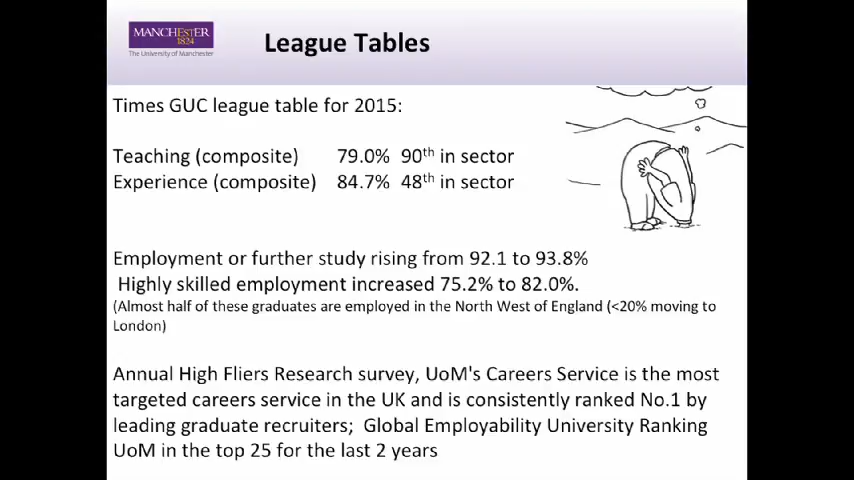 MANCHESTER
1824
The University of Manchester
League Tables
Times GUC league table for 2015:
Teaching (composite) 79.0% 90th in sector
Experience (composite) 84.7% 48th in sector
Employment or further study rising from 92.1 to 93.8%
Highly skilled employment increased 75.2% to 82.0%.
(Almost half of these graduates are employed in the North West of England (<20% moving to
London)
Annual High Fliers Research survey, UoM's Careers Service is the most
targeted careers service in the UK and is consistently ranked No.1 by
leading graduate recruiters; Global Employability University Ranking
UoM in the top 25 for the last 2 years